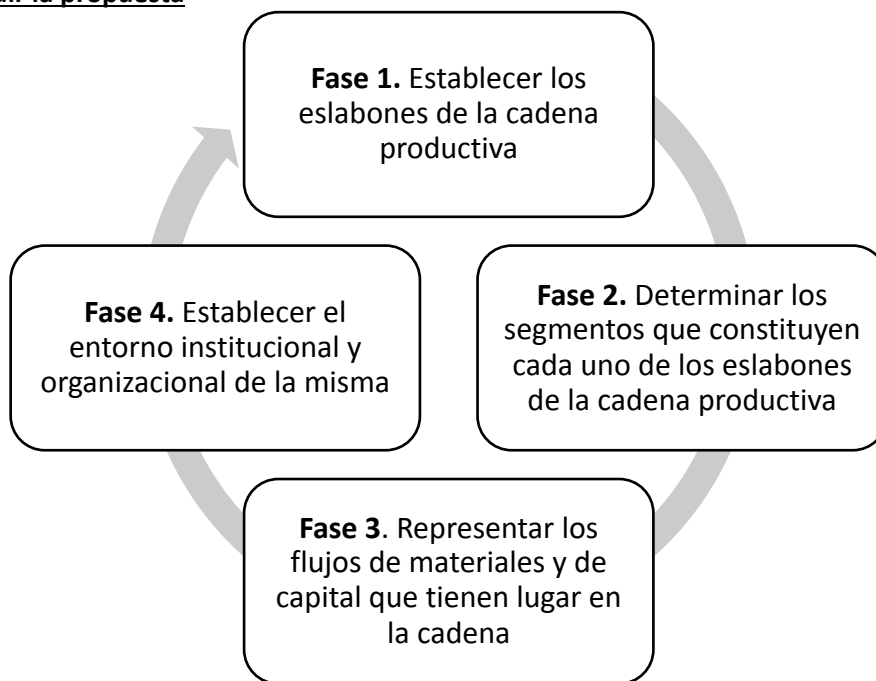 la propuesta
Fase 1. Establecer los
eslabones de la cadena
productiva
Fase 2. Determinar los
segmentos que constituyen
cada uno de los eslabones
de la cadena productiva
Fase 3. Representar los
flujos de materiales y de
capital que tienen lugar en
la cadena
Fase 4. Establecer el
entorno institucional y
organizacional de la misma